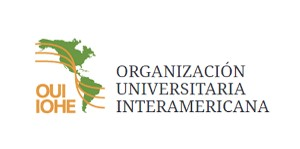 OUI
IOHE
ORGANIZACIÓN
UNIVERSITARIA
INTERAMERICANA